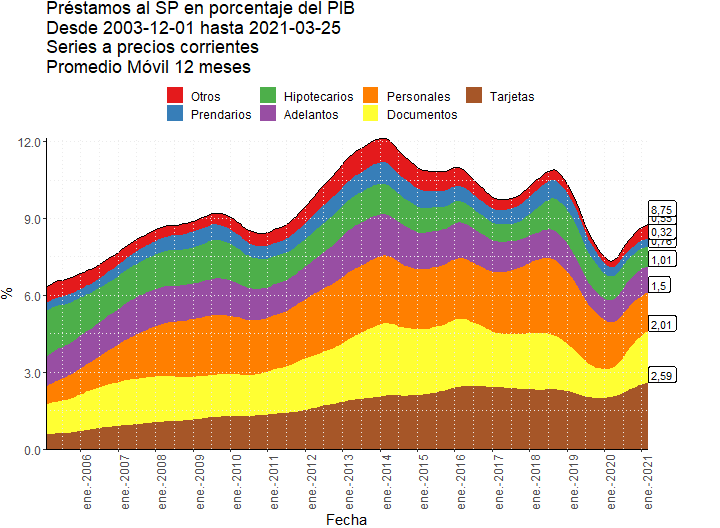 Préstamos al SP en porcentaje del PIB
Desde 2003-12-01 hasta 2021-03-25
Series a precios corrientes
Promedio Móvil 12 meses
Otros Hipotecarios Personales Tarjetas
Prendarios Adelantos Documentos
12.0
9.0
6.0
3.0
0.0
%
8,75
0,55
0,32
0,76
1,01
1,5
2,01
2,59
ene.-2006 ene.-2007 ene.-2008 ene.-2009 ene.-2010 ene.-2011 ene.-2012 ene.-2013 ene.-2014 ene.-2015 ene.-2016 ene.-2017 ene.-2018 ene.-2019 ene.-2020 ene.-2021
Fecha